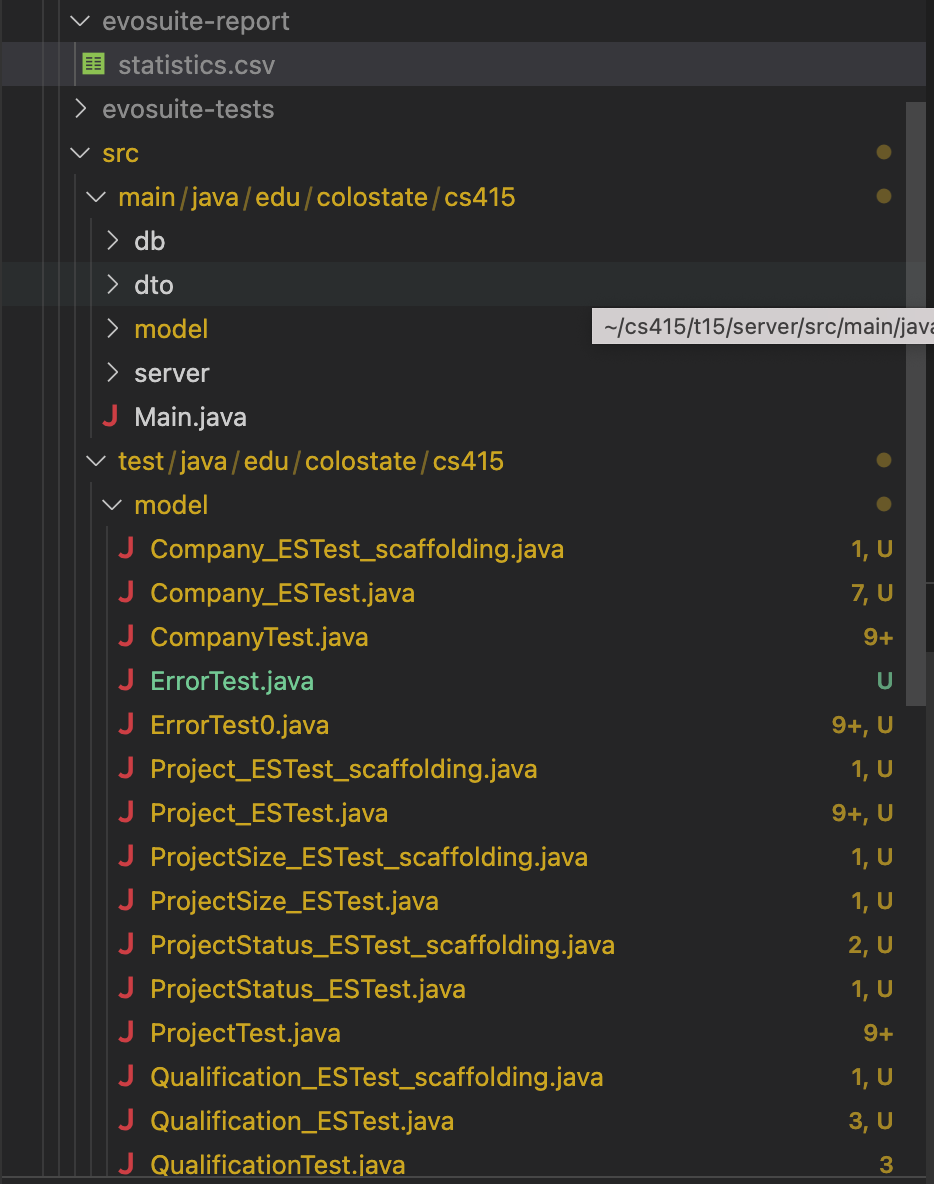 evosuite-report
statistics.csv
evosuite-tests
src
main/java/edu/colostate/cs415
db
dto
model
~/cs415/t15/server/src/main/java
server
J Main.java
test/java/edu/colostate/cs415
model
J Company_ESTest_scaffolding.java 1, U
J Company_ESTest.java 7, U
J CompanyTest.java 9+
J ErrorTest.java U
J ErrorTest0.java 9+, U
J Project_ESTest_scaffolding.java 1, U
J Project_ESTest.java 9+, U
J ProjectSize_ESTest_scaffolding.java 1, U
J ProjectSize_ESTest.java 1, U
J ProjectStatus_ESTest_scaffolding.java 2, U
J ProjectStatus_ESTest.java 1, U
J ProjectTest.java 9+
J Qualification_ESTest_scaffolding.java 1, U
J Qualification_ESTest.java 3, U
J QualificationTest.java 3